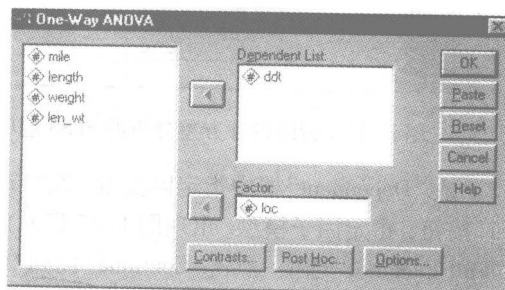 One-Way ANOVA
mile
length
weight
len_wt
Dependent List:
ddt
Factor:
loc
OK
Paste
Reset
Cancel
Help
Contrasts...
Post Hoc...
Options...